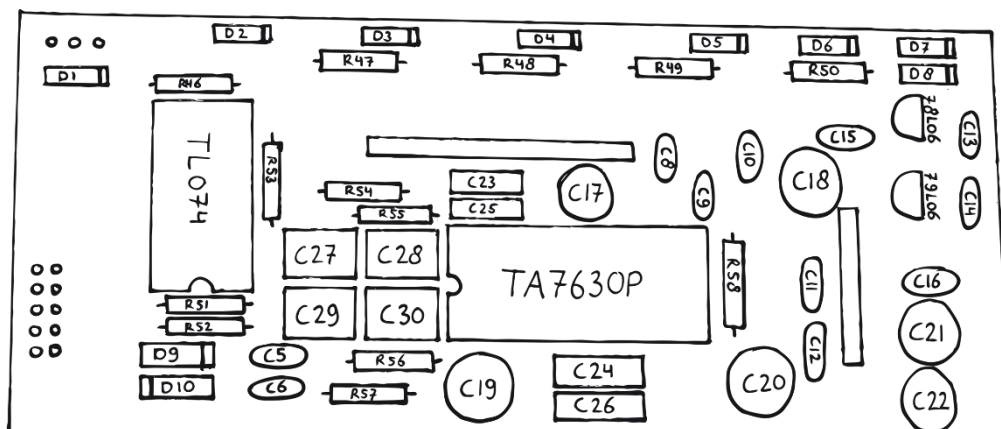 D2
D3
D4
D5
D6
D7
D1
R46
R47
R48
R49
R50
D8
TL074
R53
R54
R55
C23
C25
C17
C8
C9
C10
C15
C18
78L06
C13
79L06
C14
C27
C28
C29
C30
TA7630P
R58
C11
C12
C16
C21
C22
R51
R52
D9
D10
C5
C6
R56
R57
C19
C24
C26
C20